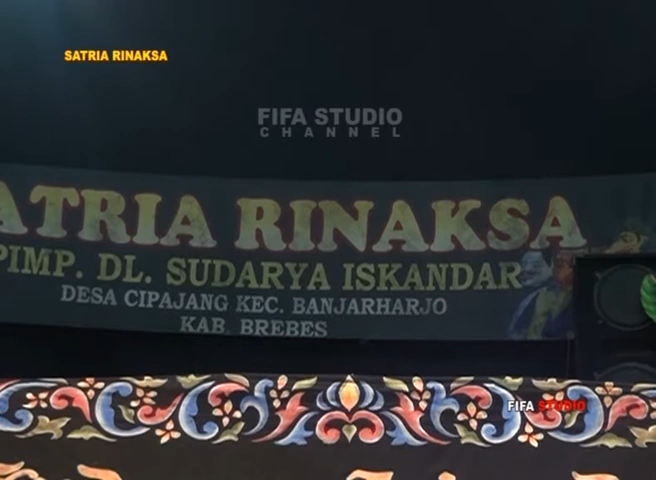 SATRIA RINAKSA
FIFA STUDIO
CHANNEL
ATRIA RINAKSA
PIMP. DL. SUDARYA ISKANDAR
DESA CIPAJANG KEC. BANJARHARJO
KAB. BREBES
FIFA STUDIO